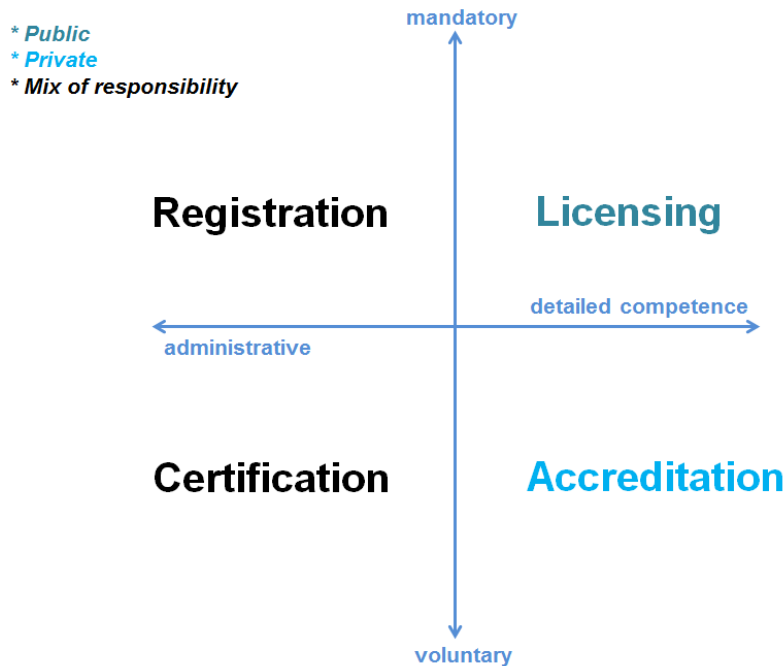 mandatory
* Public
* Private
* Mix of responsibility
Registration
Licensing
detailed competence
administrative
Certification
Accreditation
voluntary